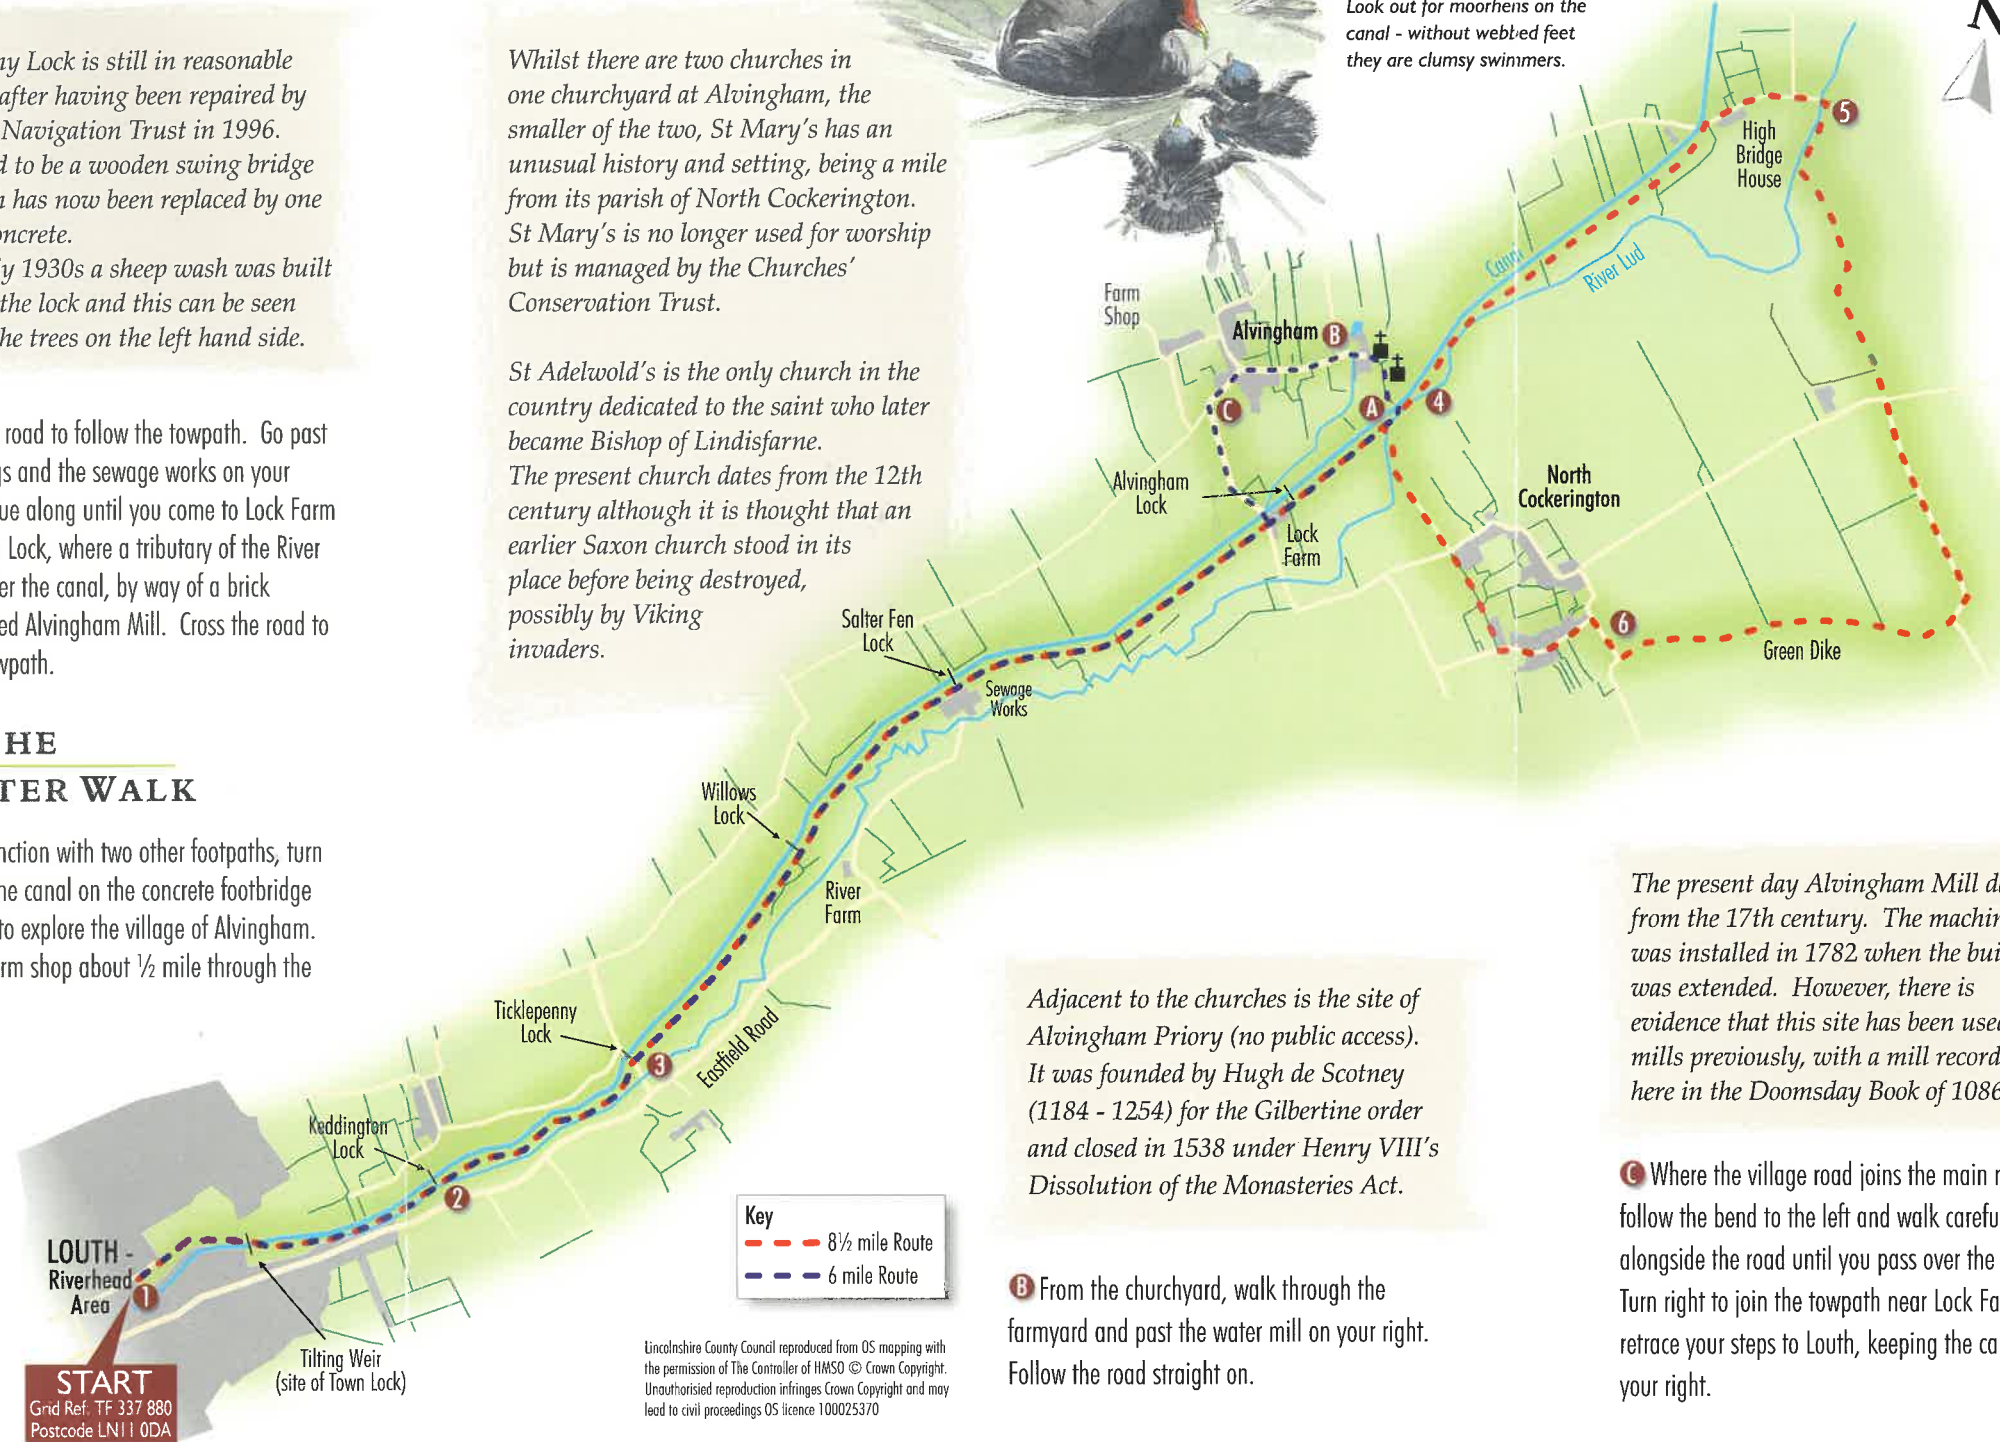 ny Lock is still in reasonable
after having been repaired by
Navigation Trust in 1996.
d to be a wooden swing bridge
n has now been replaced by one
oncrete.
y 1930s a sheep wash was built
the lock and this can be seen
he trees on the left hand side.
road to follow the towpath. Go past
gs and the sewage works on your
ue along until you come to Lock Farm
Lock, where a tributary of the River
er the canal, by way of a brick
ed Alvingham Mill. Cross the road to
wpath.
HE
TER WALK
nction with two other footpaths, turn
he canal on the concrete footbridge
to explore the village of Alvingham.
rm shop about ½ mile through the
Whilst there are two churches in
one churchyard at Alvingham, the
smaller of the two, St Mary's has an
unusual history and setting, being a mile
from its parish of North Cockerington.
St Mary's is no longer used for worship
but is managed by the Churches'
Conservation Trust.
St Adelwold's is the only church in the
country dedicated to the saint who later
became Bishop of Lindisfarne.
The present church dates from the 12th
century although it is thought that an
earlier Saxon church stood in its
place before being destroyed,
possibly by Viking
invaders.
Look out for moorhens on the
canal - without webbed feet
they are clumsy swimmers.
N
5
High
Bridge
House
Canal
River Lud
Farm
Shop
Alvingham
B
C
A
4
Alvingham
Lock
Lock
Farm
North
Cockerington
6
Green Dike
Salter Fen
Lock
Sewage
Works
Willows
Lock
River
Farm
Ticklepenny
Lock
3
Eastfield Road
Keddington
Lock
2
LOUTH -
Riverhead
Area
1
START
Grid Ref: TF 337 880
Postcode LN11 0DA
Tilting Weir
(site of Town Lock)
Key
8½ mile Route
6 mile Route
Lincolnshire County Council reproduced from OS mapping with
the permission of The Controller of HMSO © Crown Copyright.
Unauthorisied reproduction infringes Crown Copyright and may
lead to civil proceedings OS licence 100025370
Adjacent to the churches is the site of
Alvingham Priory (no public access).
It was founded by Hugh de Scotney
(1184 - 1254) for the Gilbertine order
and closed in 1538 under Henry VIII's
Dissolution of the Monasteries Act.
B From the churchyard, walk through the
farmyard and past the water mill on your right.
Follow the road straight on.
The present day Alvingham Mill d
from the 17th century. The machin
was installed in 1782 when the bui
was extended. However, there is
evidence that this site has been used
mills previously, with a mill record
here in the Doomsday Book of 1086
C Where the village road joins the main r
follow the bend to the left and walk carefu
alongside the road until you pass over the
Turn right to join the towpath near Lock Fa
retrace your steps to Louth, keeping the ca
your right.